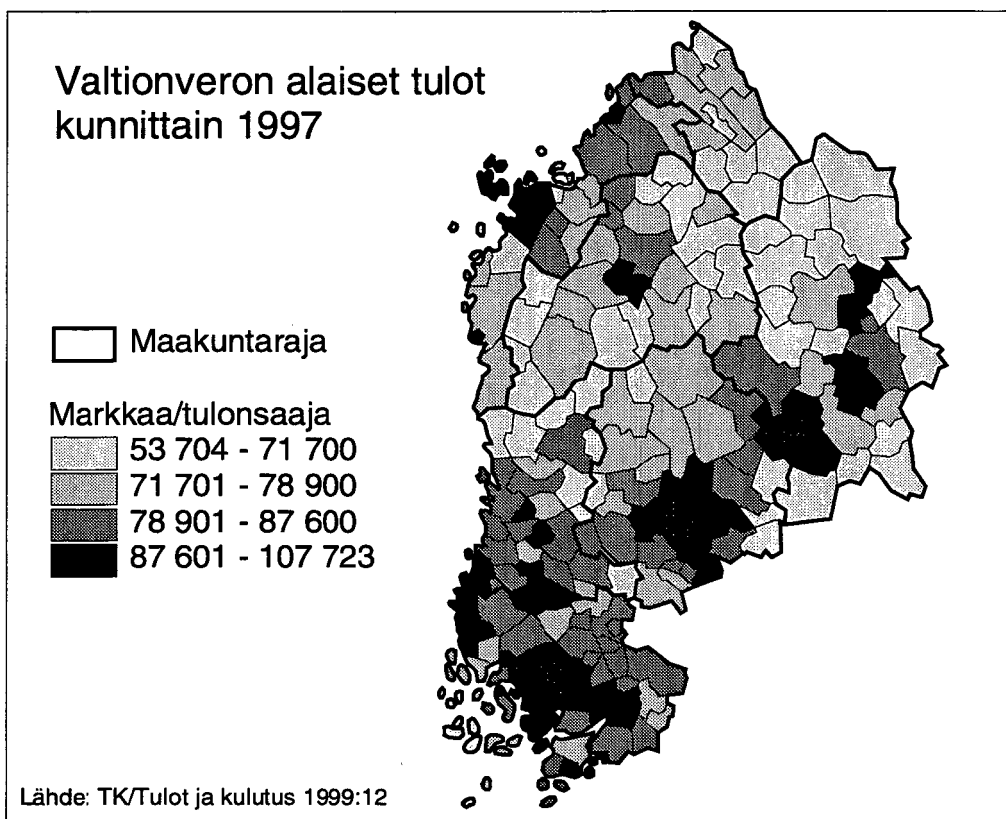 Valtionveron alaiset tulot
kunnittain 1997
Maakuntaraja
Markkaa/tulonsaaja
53 704 - 71 700
71 701 - 78 900
78 901 - 87 600
87 601 - 107 723
Lähde: TK/Tulot ja kulutus 1999:12